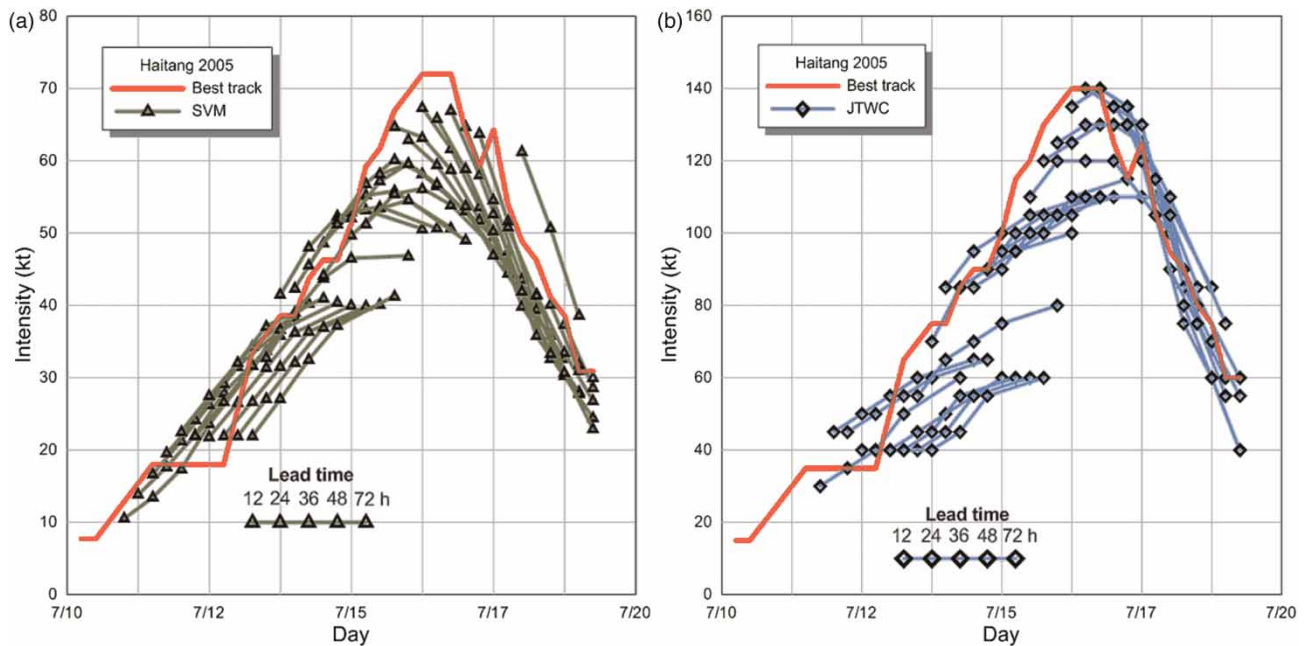 (a)
80
70
60
50
40
30
20
10
0
Intensity (kt)
Haitang 2005
Best track
SVM
Lead time
12 24 36 48 72 h
7/10 7/12 7/15 7/17 7/20
Day
(b)
160
140
120
100
80
60
40
20
0
Intensity (kt)
Haitang 2005
Best track
JTWC
Lead time
12 24 36 48 72 h
7/10 7/12 7/15 7/17 7/20
Day